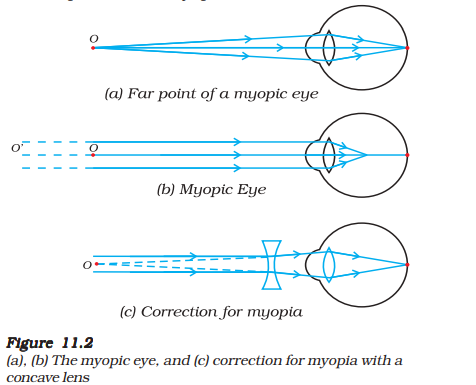 O
(a) Far point of a myopic eye
O' O
(b) Myopic Eye
O
(c) Correction for myopia
Figure 11.2
(a), (b) The myopic eye, and (c) correction for myopia with a
concave lens